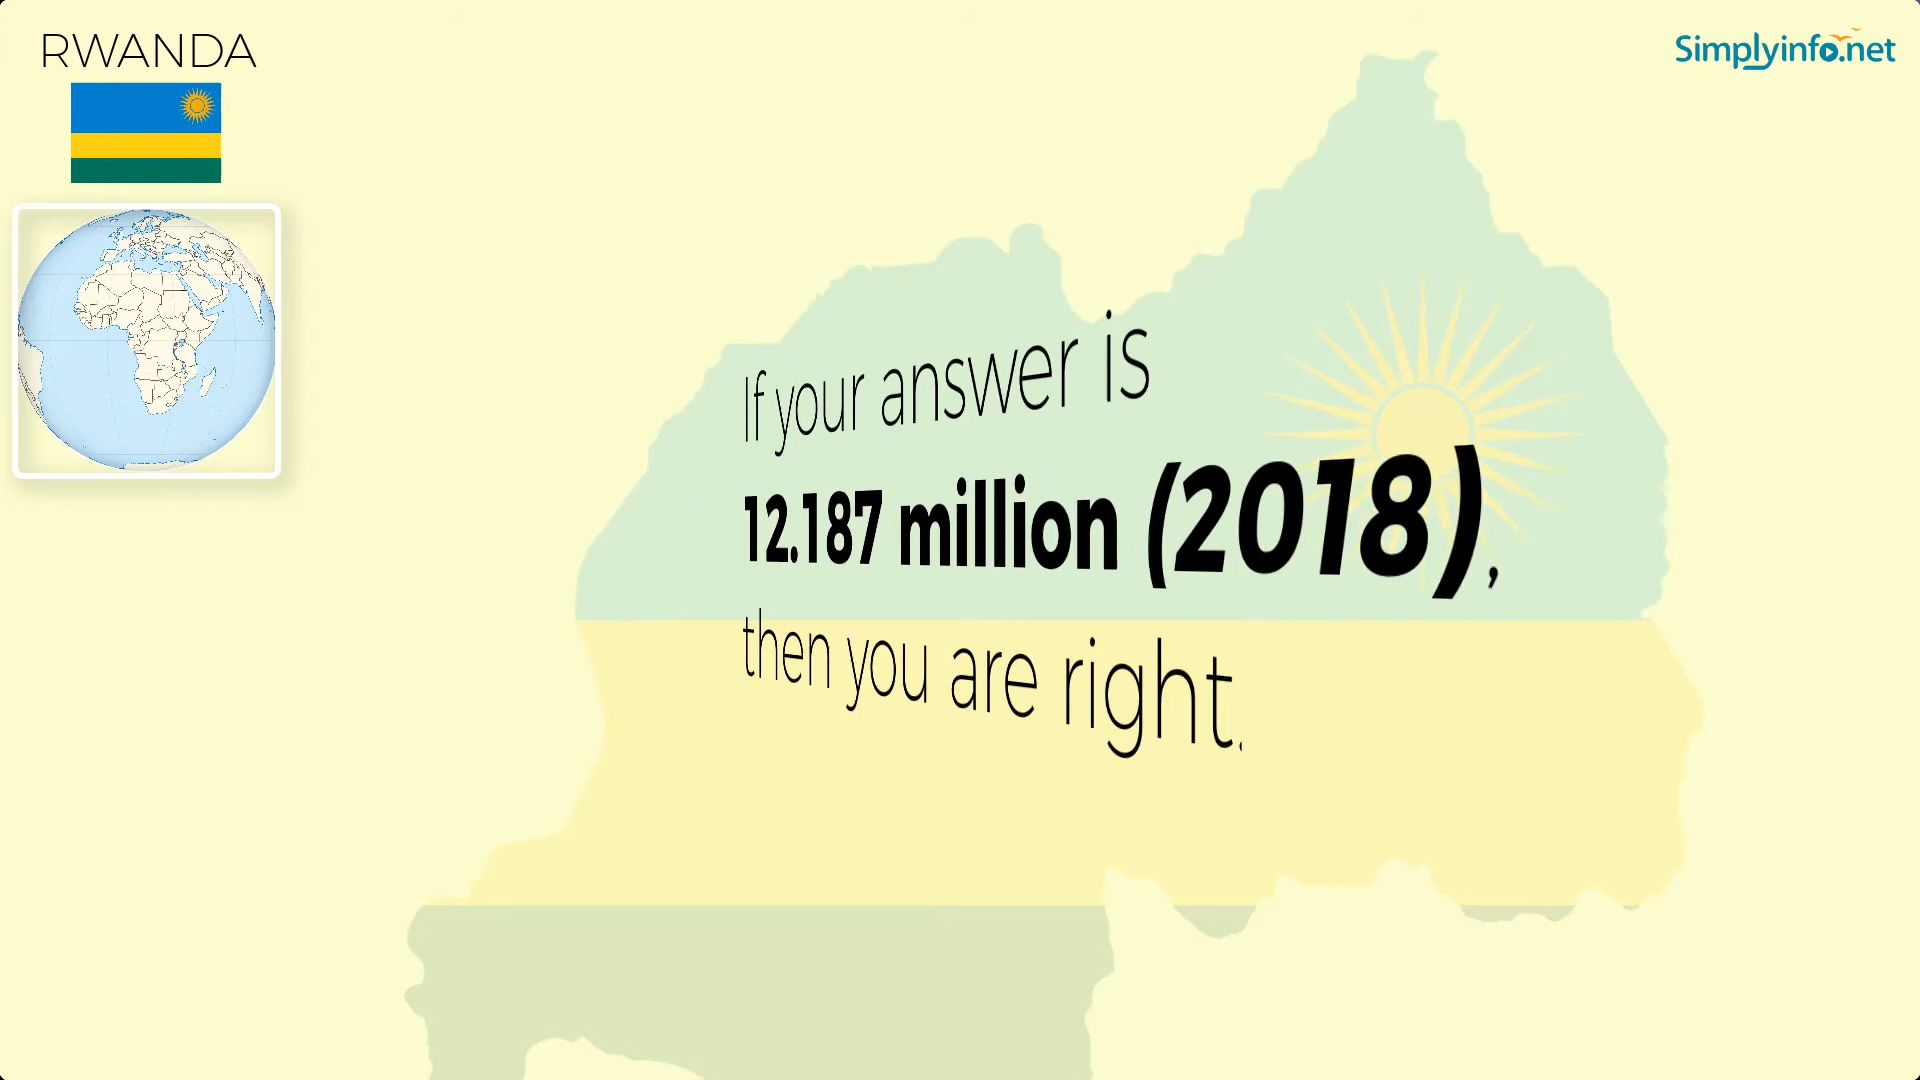 RWANDA
Simplyinfo.net
If your answer is
12.187 million (2018),
then you are right.